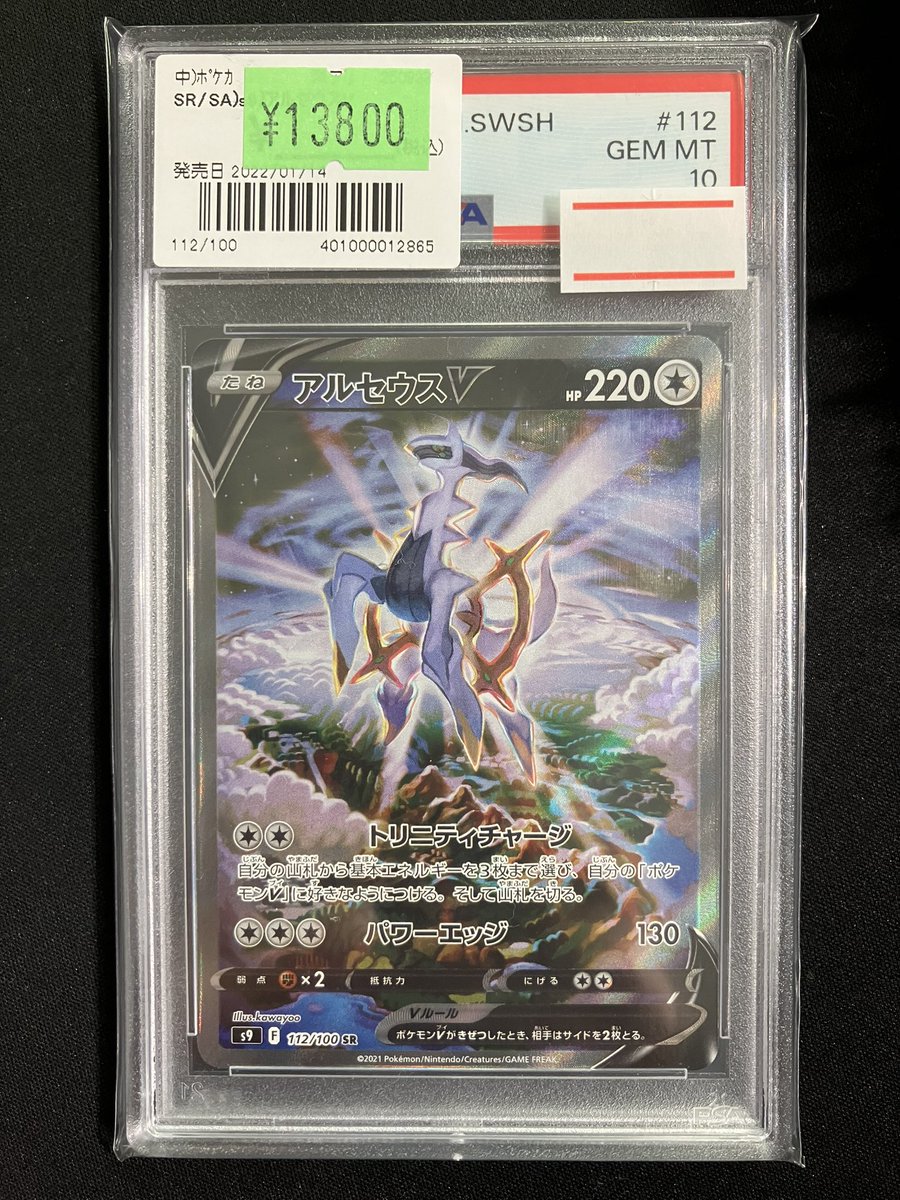 中)ポケカ
SR/SA)s
¥13800
発売日 2022/01/14
112/100 401000012865
.SWSH #112
GEM MT
10
たね アルセウスV HP220
トリニティチャージ
自分の山札から基本エネルギーを3枚まで選び、自分の「ポケ
モンV」に好きなようにつける。そして山札を切る。
パワーエッジ 130
弱点 ×2 抵抗力 にげる
Illus.kawayoo
Vルール
s9 F 112/100 SR
ポケモンVがきぜつしたとき、相手はサイドを2枚とる。
©2021 Pokémon/Nintendo/Creatures/GAME FREAK.
PSA